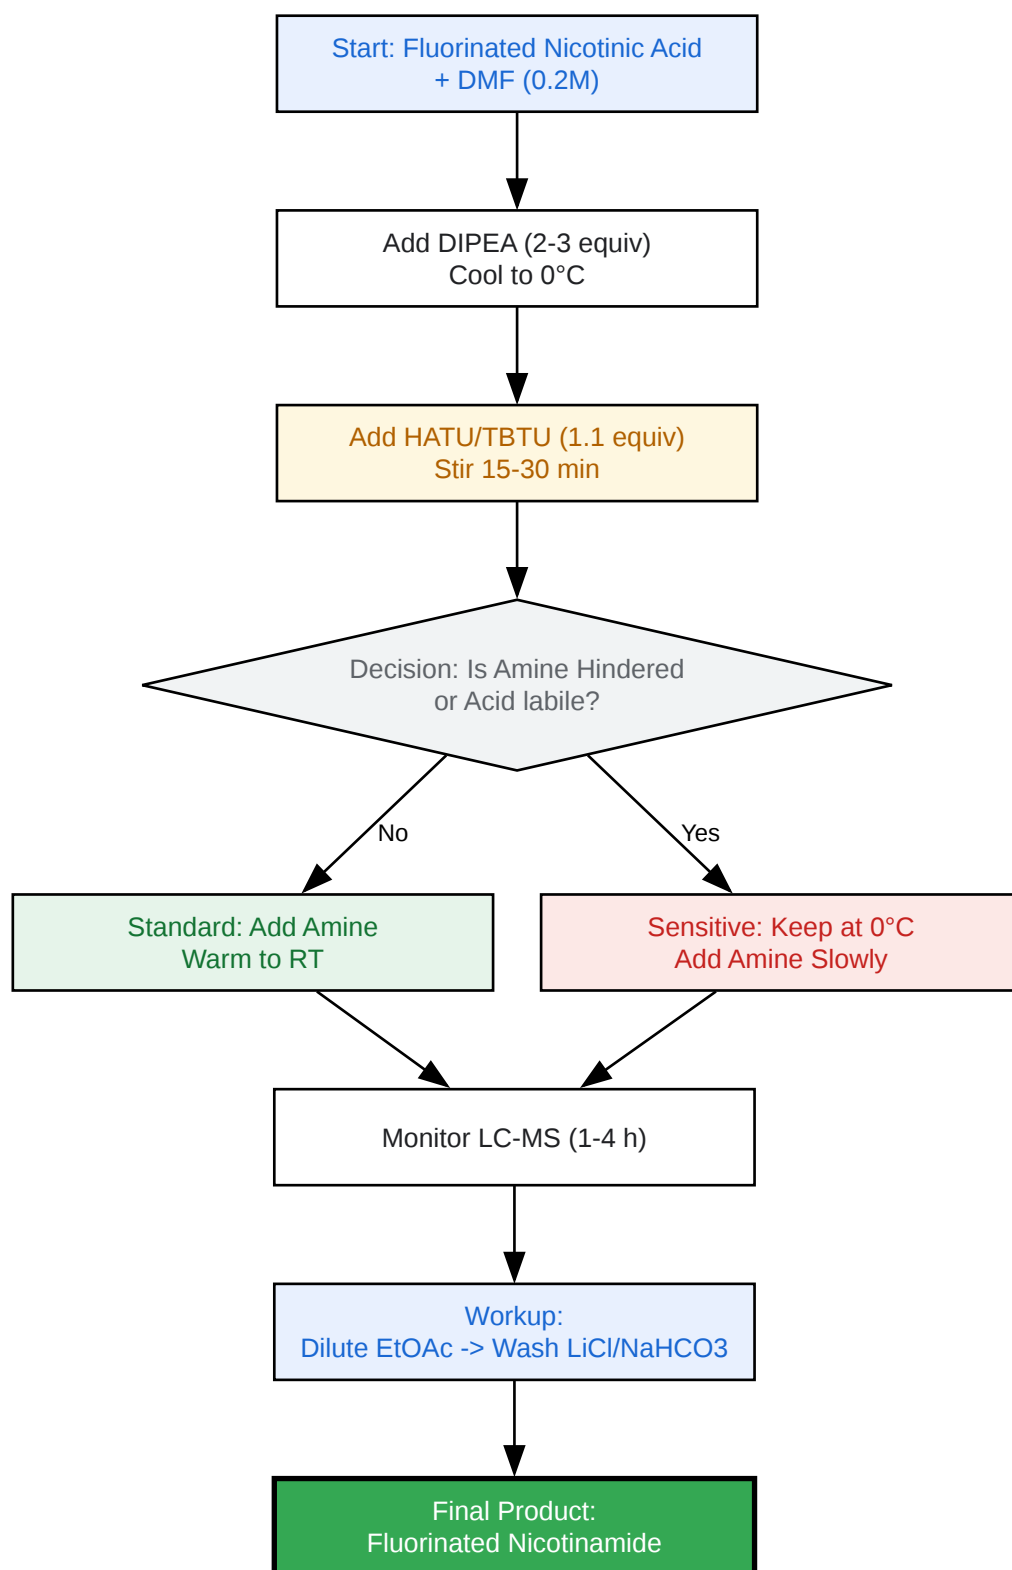 Start: Fluorinated Nicotinic Acid
+ DMF (0.2M)
Add DIPEA (2-3 equiv)
Cool to 0°C
Add HATU/TBTU (1.1 equiv)
Stir 15-30 min
Decision: Is Amine Hindered
or Acid labile?
No
Yes
Standard: Add Amine
Warm to RT
Sensitive: Keep at 0°C
Add Amine Slowly
Monitor LC-MS (1-4 h)
Workup:
Dilute EtOAc -> Wash LiCl/NaHCO3
Final Product:
Fluorinated Nicotinamide